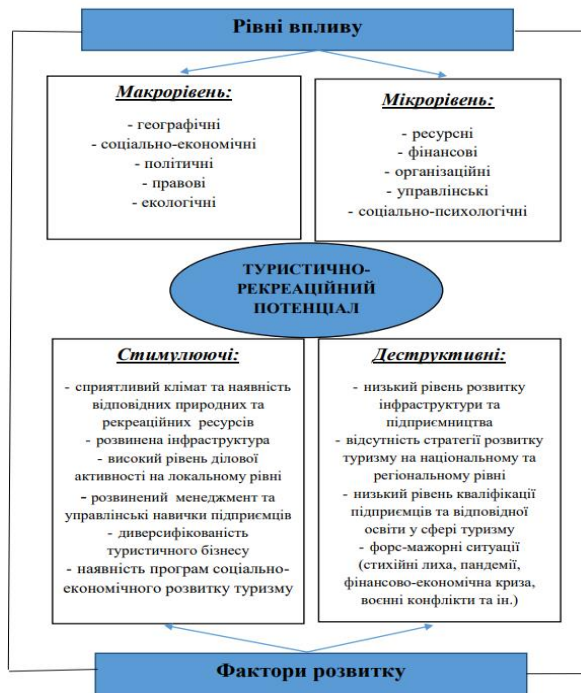 Рівні впливу
Макрорівень:
- географічні
- соціально-економічні
- політичні
- правові
- екологічні
Мікрорівень:
- ресурсні
- фінансові
- організаційні
- управлінські
- соціально-психологічні
ТУРИСТИЧНО-
РЕКРЕАЦІЙНИЙ
ПОТЕНЦІАЛ
Стимулюючі:
- сприятливий клімат та наявність
відповідних природних та
рекреаційних ресурсів
- розвинена інфраструктура
- високий рівень ділової
активності на локальному рівні
- розвинений менеджмент та
управлінські навички підприємців
- диверсифікованість
туристичного бізнесу
- наявність програм соціально-
економічного розвитку туризму
Деструктивні:
- низький рівень розвитку
інфраструктури та
підприємництва
- відсутність стратегії розвитку
туризму на національному та
регіональному рівні
- низький рівень кваліфікації
підприємців та відповідної
освіти у сфері туризму
- форс-мажорні ситуації
(стихійні лиха, пандемії,
фінансово-економічна криза,
воєнні конфлікти та ін.)
Фактори розвитку